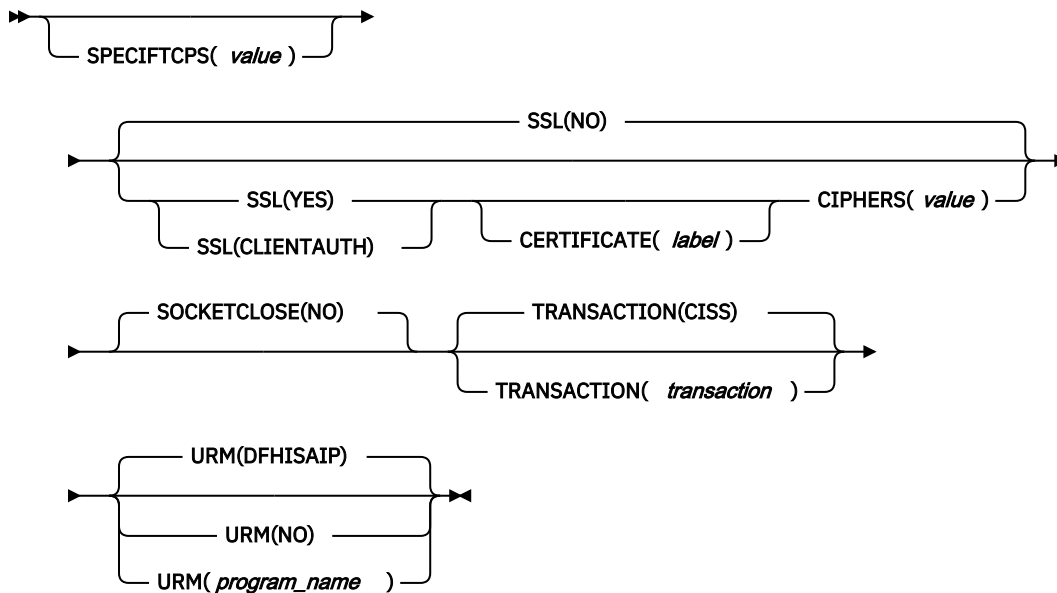 SPECIFTCPS( value )
SSL(NO)
SSL(YES)
CIPHERS( value )
SSL(CLIENTAUTH)
CERTIFICATE( label )
SOCKETCLOSE(NO)
TRANSACTION(CISS)
TRANSACTION( transaction )
URM(DFHISAIP)
URM(NO)
URM( program_name )